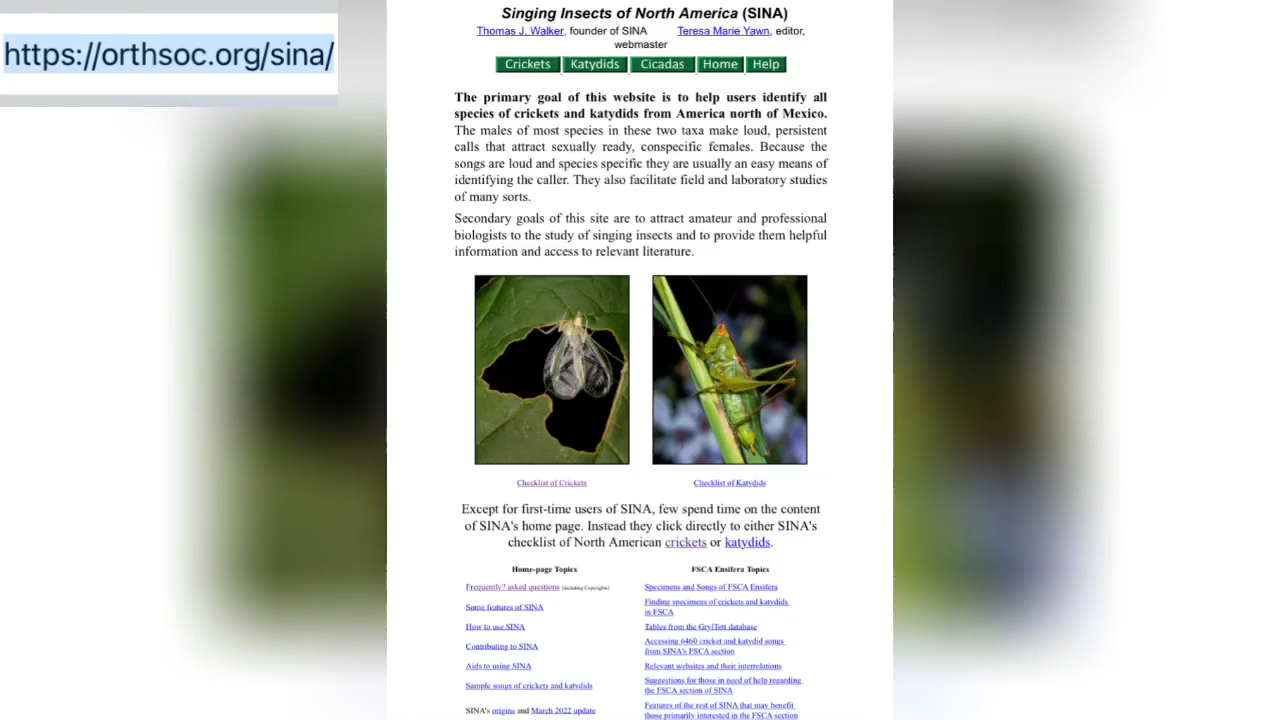 https://orthsoc.org/sina/
Singing Insects of North America (SINA)
Thomas J. Walker, founder of SINA Teresa Marie Yawn, editor,
webmaster
Crickets Katydids Cicadas Home Help
The primary goal of this website is to help users identify all
species of crickets and katydids from America north of Mexico.
The males of most species in these two taxa make loud, persistent
calls that attract sexually ready, conspecific females. Because the
songs are loud and species specific they are usually an easy means of
identifying the caller. They also facilitate field and laboratory studies
of many sorts.
Secondary goals of this site are to attract amateur and professional
biologists to the study of singing insects and to provide them helpful
information and access to relevant literature.
Checklist of Crickets Checklist of Katydids
Except for first-time users of SINA, few spend time on the content
of SINA's home page. Instead they click directly to either SINA's
checklist of North American crickets or katydids.
Home-page Topics
Frequently? asked questions [including Copyrights]
Some features of SINA
How to use SINA
Contributing to SINA
Aids to using SINA
Sample songs of crickets and katydids
SINA's origins and March 2022 update
FSCA Ensifera Topics
Specimens and Songs of FSCA Ensifera
Finding specimens of crickets and katydids
in FSCA
Tables from the GrylTett database
Accessing 6460 cricket and katydid songs
from SINA's FSCA section
Relevant websites and their interrelations
Suggestions for those in need of help regarding
the FSCA section of SINA
Features of the rest of SINA that may benefit
those primarily interested in the FSCA section